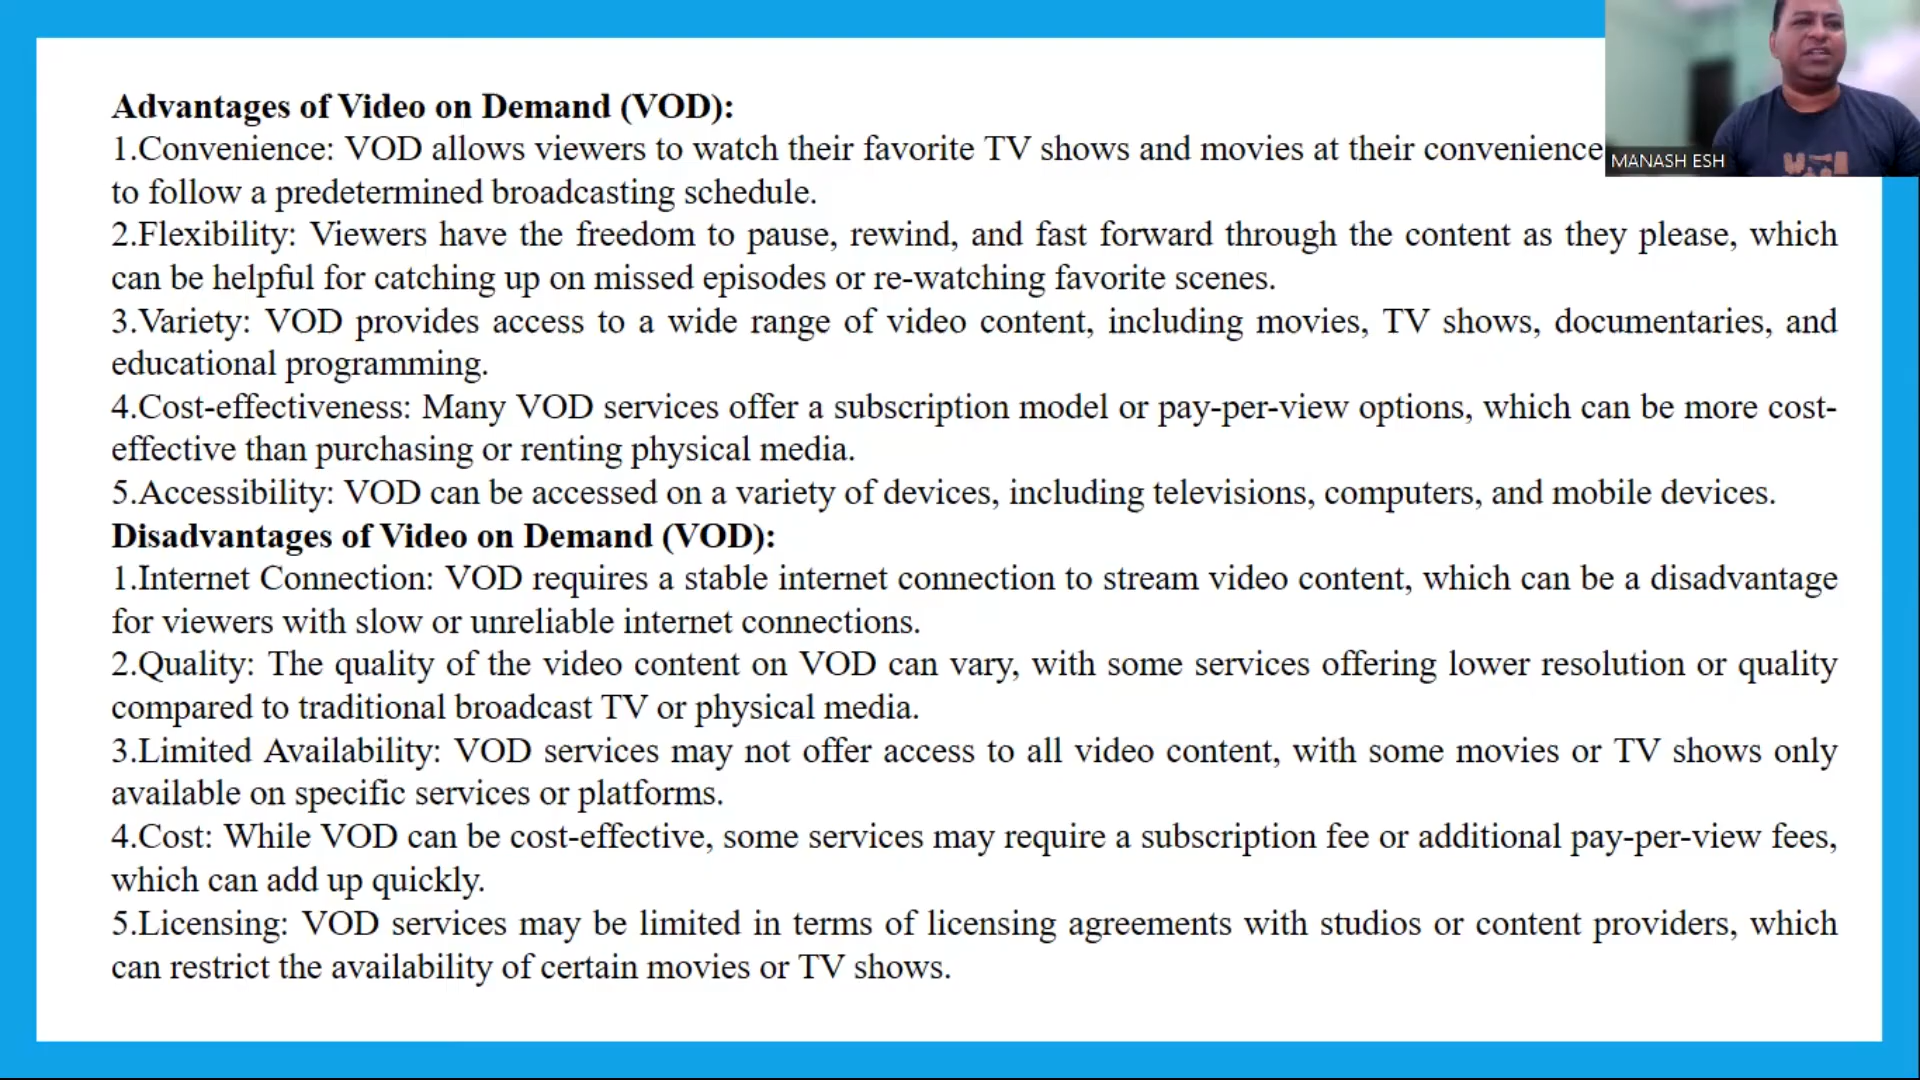 Advantages of Video on Demand (VOD):
1.Convenience: VOD allows viewers to watch their favorite TV shows and movies at their convenience
MANASH ESH
to follow a predetermined broadcasting schedule.
2.Flexibility: Viewers have the freedom to pause, rewind, and fast forward through the content as they please, which
can be helpful for catching up on missed episodes or re-watching favorite scenes.
3.Variety: VOD provides access to a wide range of video content, including movies, TV shows, documentaries, and
educational programming.
4.Cost-effectiveness: Many VOD services offer a subscription model or pay-per-view options, which can be more cost-
effective than purchasing or renting physical media.
5.Accessibility: VOD can be accessed on a variety of devices, including televisions, computers, and mobile devices.
Disadvantages of Video on Demand (VOD):
1.Internet Connection: VOD requires a stable internet connection to stream video content, which can be a disadvantage
for viewers with slow or unreliable internet connections.
2.Quality: The quality of the video content on VOD can vary, with some services offering lower resolution or quality
compared to traditional broadcast TV or physical media.
3.Limited Availability: VOD services may not offer access to all video content, with some movies or TV shows only
available on specific services or platforms.
4.Cost: While VOD can be cost-effective, some services may require a subscription fee or additional pay-per-view fees,
which can add up quickly.
5.Licensing: VOD services may be limited in terms of licensing agreements with studios or content providers, which
can restrict the availability of certain movies or TV shows.